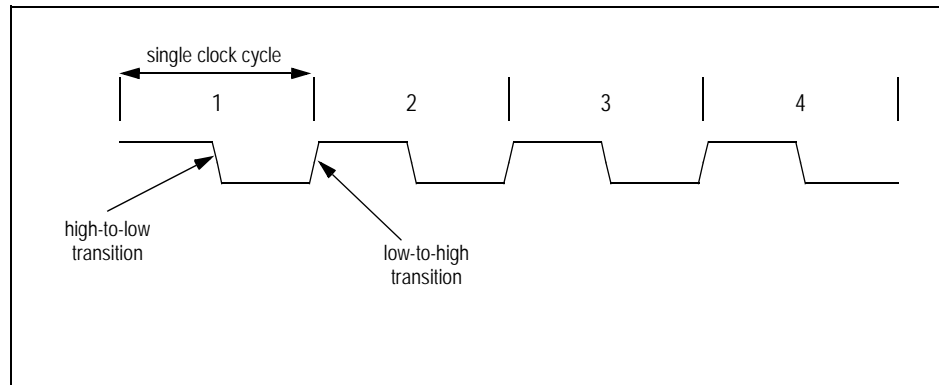 single clock cycle
1 2 3 4
high-to-low
transition
low-to-high
transition